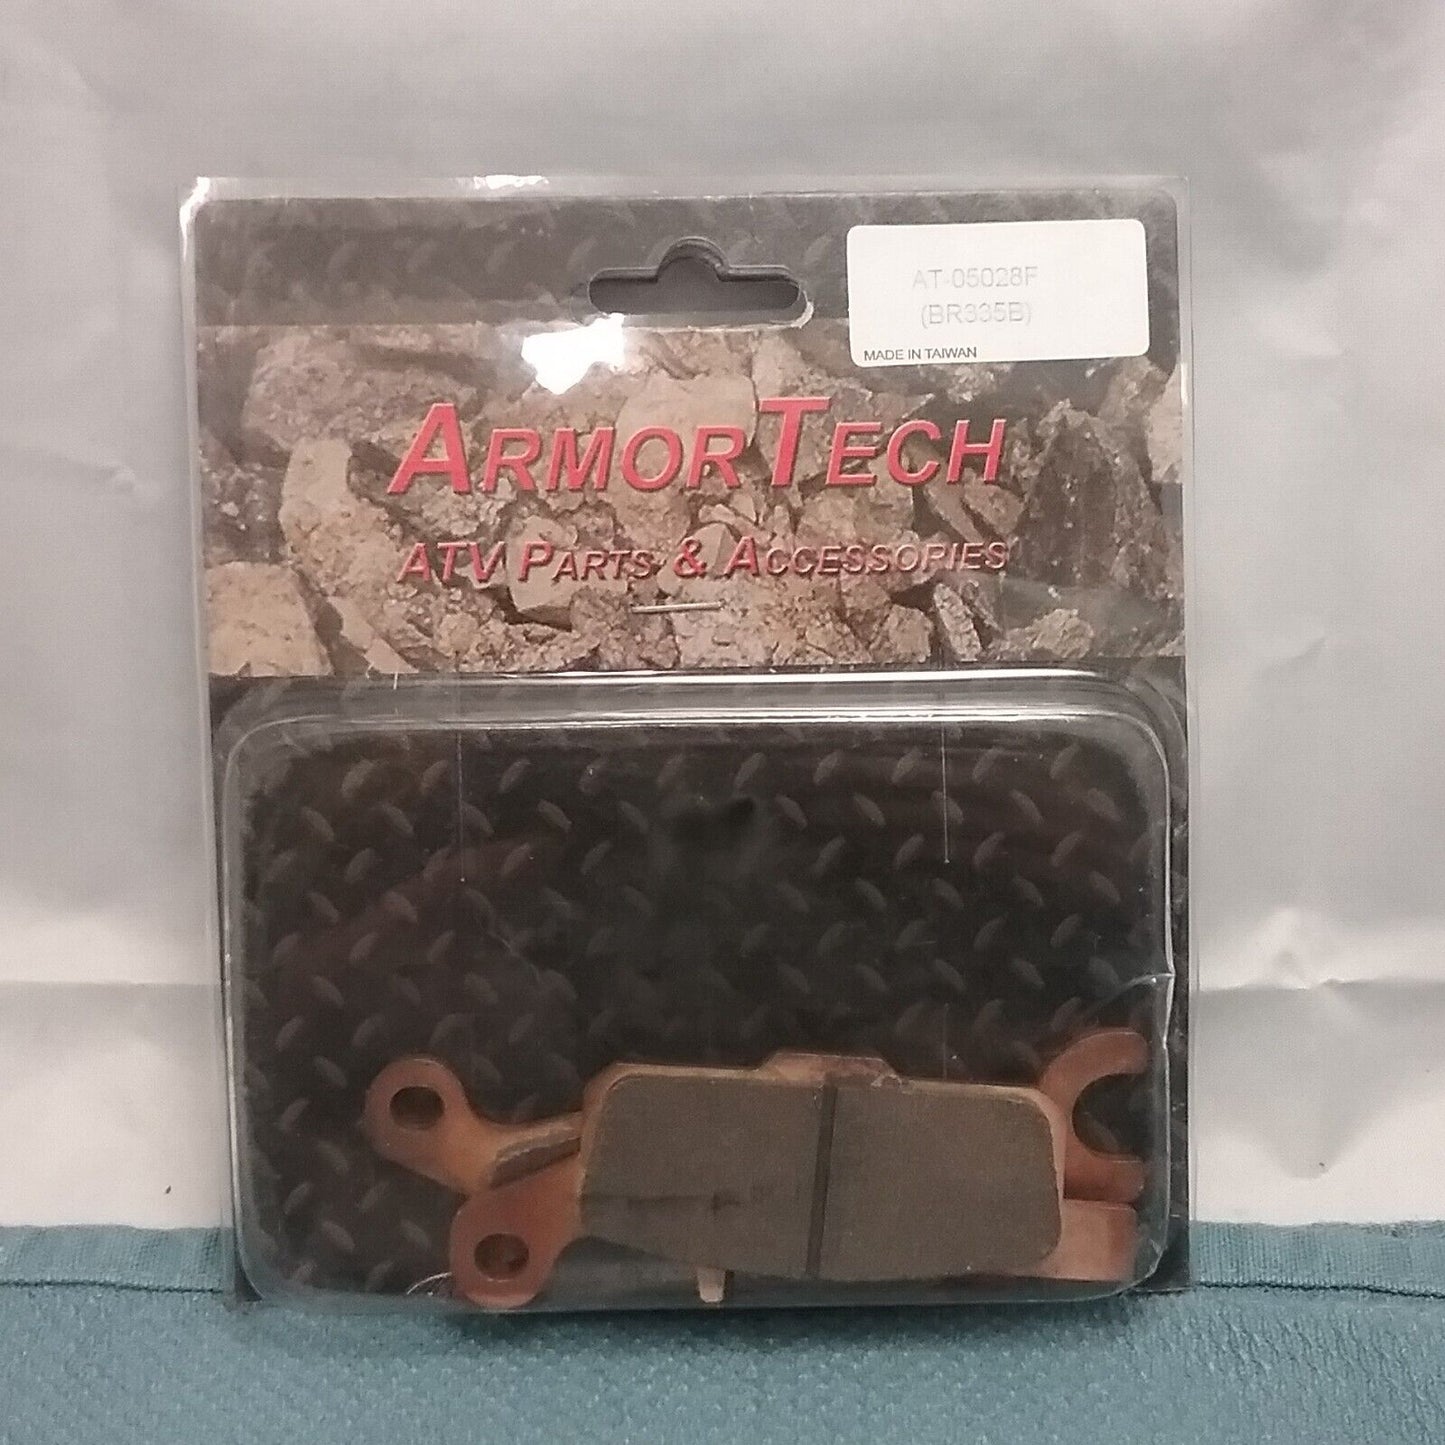 AT-05028F
(BR335B)
MADE IN TAIWAN
ARMORTECH
ATV PARTS & ACCESSORIES